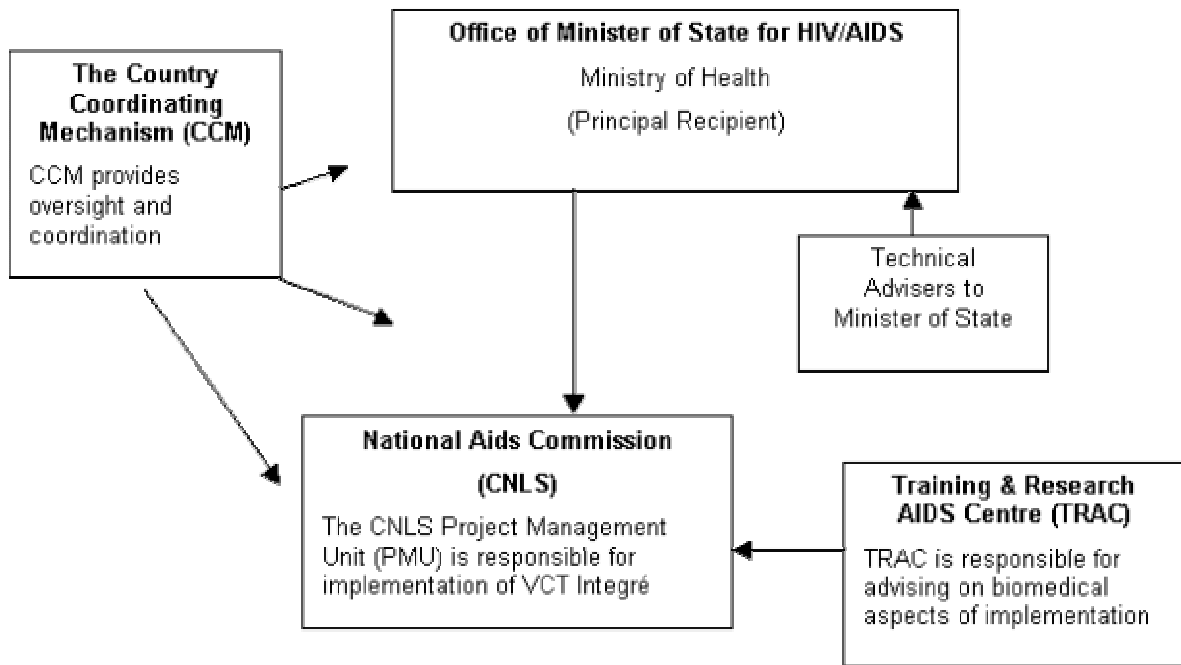 Office of Minister of State for HIV/AIDS
Ministry of Health
(Principal Recipient)
The Country
Coordinating
Mechanism (CCM)
CCM provides
oversight and
coordination
Technical
Advisers to
Minister of State
National Aids Commission
(CNLS)
The CNLS Project Management
Unit (PMU) is responsible for
implementation of VCT Integré
Training & Research
AIDS Centre (TRAC)
TRAC is responsible for
advising on biomedical
aspects of implementation